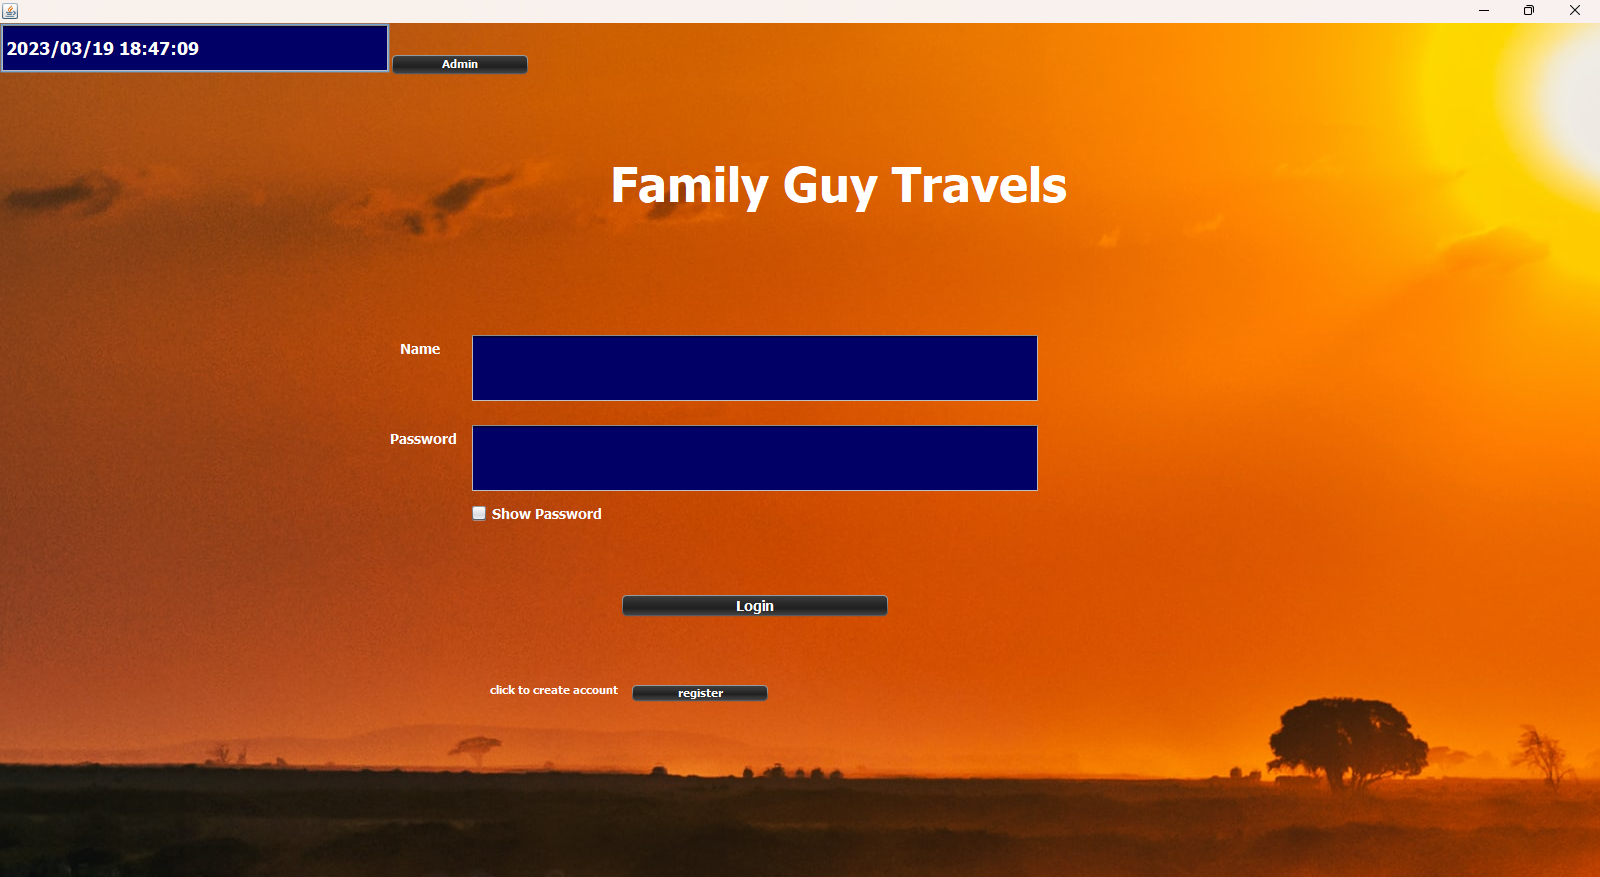 2023/03/19 18:47:09
Admin
Family Guy Travels
Name
Password
Show Password
Login
click to create account
register